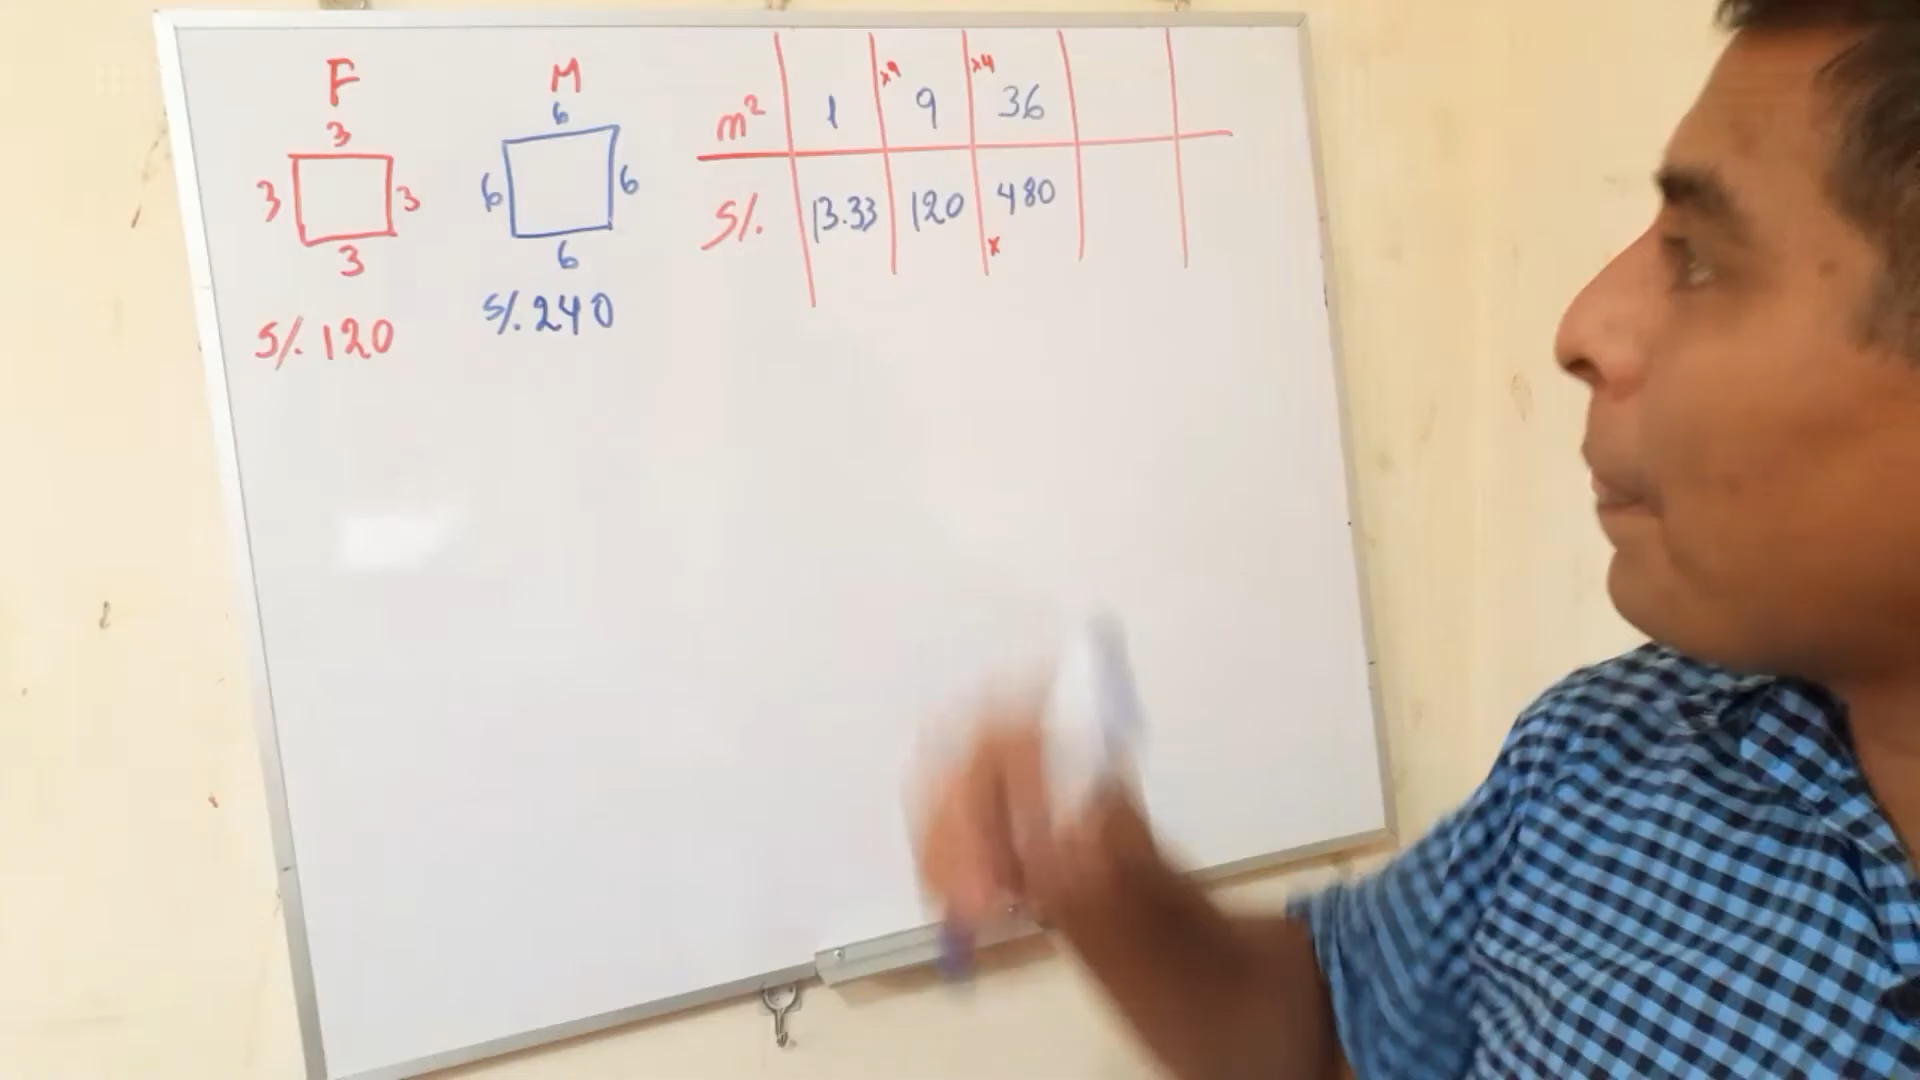 F
3
3 3
3
S/. 120
M
6
6 6
6
S/. 240
m² 1 x9 9 x4 36
S/. 13.33 120 x 480